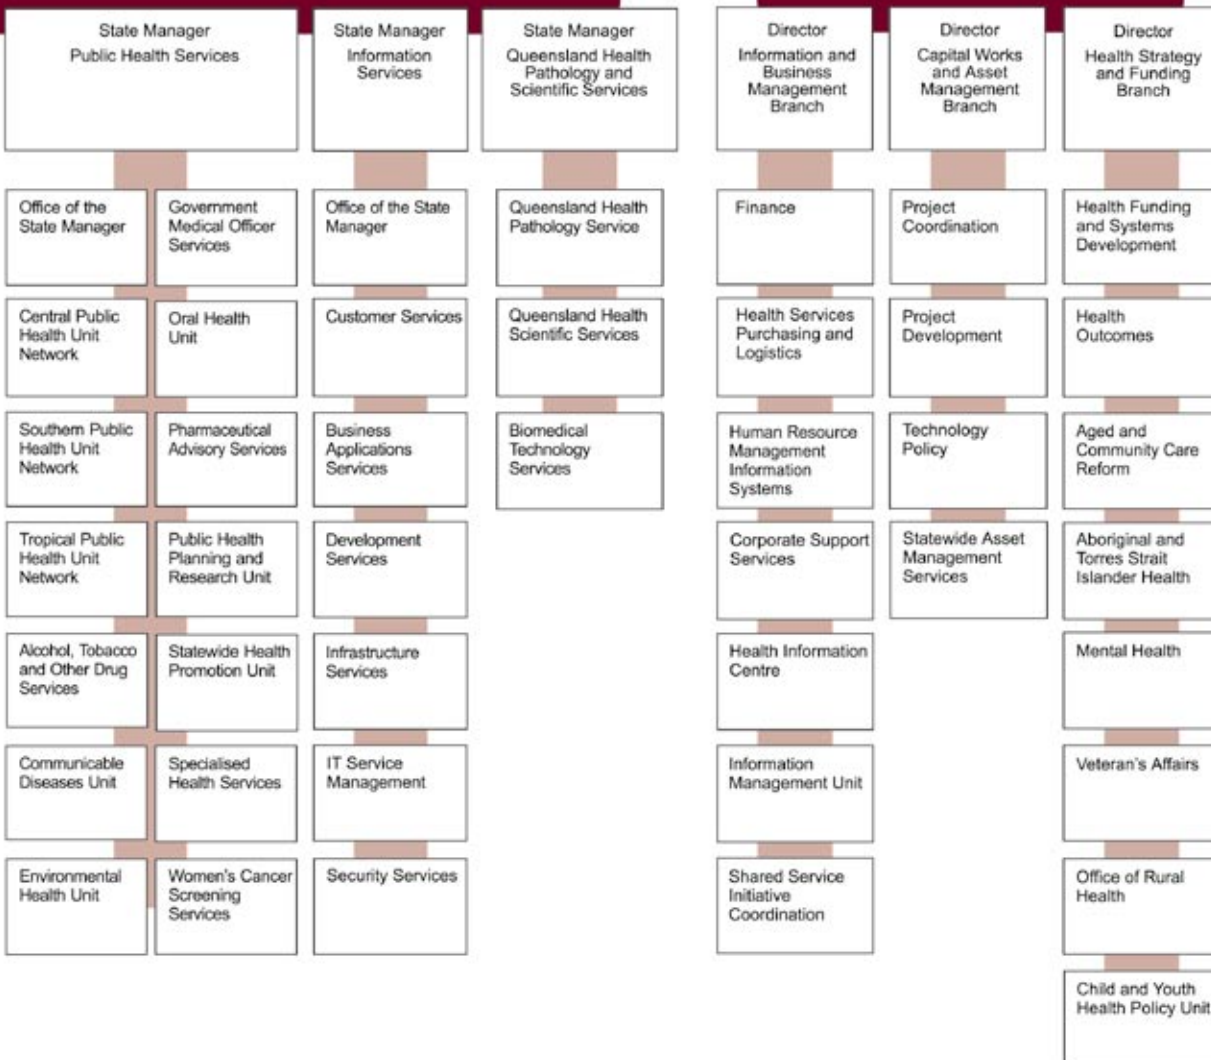 State Manager
Public Health Services
State Manager
Information
Services
State Manager
Queensland Health
Pathology and
Scientific Services
Director
Information and
Business
Management
Branch
Director
Capital Works
and Asset
Management
Branch
Director
Health Strategy
and Funding
Branch
Office of the
State Manager
Central Public
Health Unit
Network
Southern Public
Health Unit
Network
Tropical Public
Health Unit
Network
Alcohol, Tobacco
and Other Drug
Services
Communicable
Diseases Unit
Environmental
Health Unit
Government
Medical Officer
Services
Oral Health
Unit
Pharmaceutical
Advisory Services
Public Health
Planning and
Research Unit
Statewide Health
Promotion Unit
Specialised
Health Services
Women's Cancer
Screening
Services
Office of the State
Manager
Customer Services
Business
Applications
Services
Development
Services
Infrastructure
Services
IT Service
Management
Security Services
Queensland Health
Pathology Service
Queensland Health
Scientific Services
Biomedical
Technology
Services
Finance
Health Services
Purchasing and
Logistics
Human Resource
Management
Information
Systems
Corporate Support
Services
Health Information
Centre
Information
Management Unit
Shared Service
Initiative
Coordination
Project
Coordination
Project
Development
Technology
Policy
Statewide Asset
Management
Services
Health Funding
and Systems
Development
Health
Outcomes
Aged and
Community Care
Reform
Aboriginal and
Torres Strait
Islander Health
Mental Health
Veteran's Affairs
Office of Rural
Health
Child and Youth
Health Policy Unit